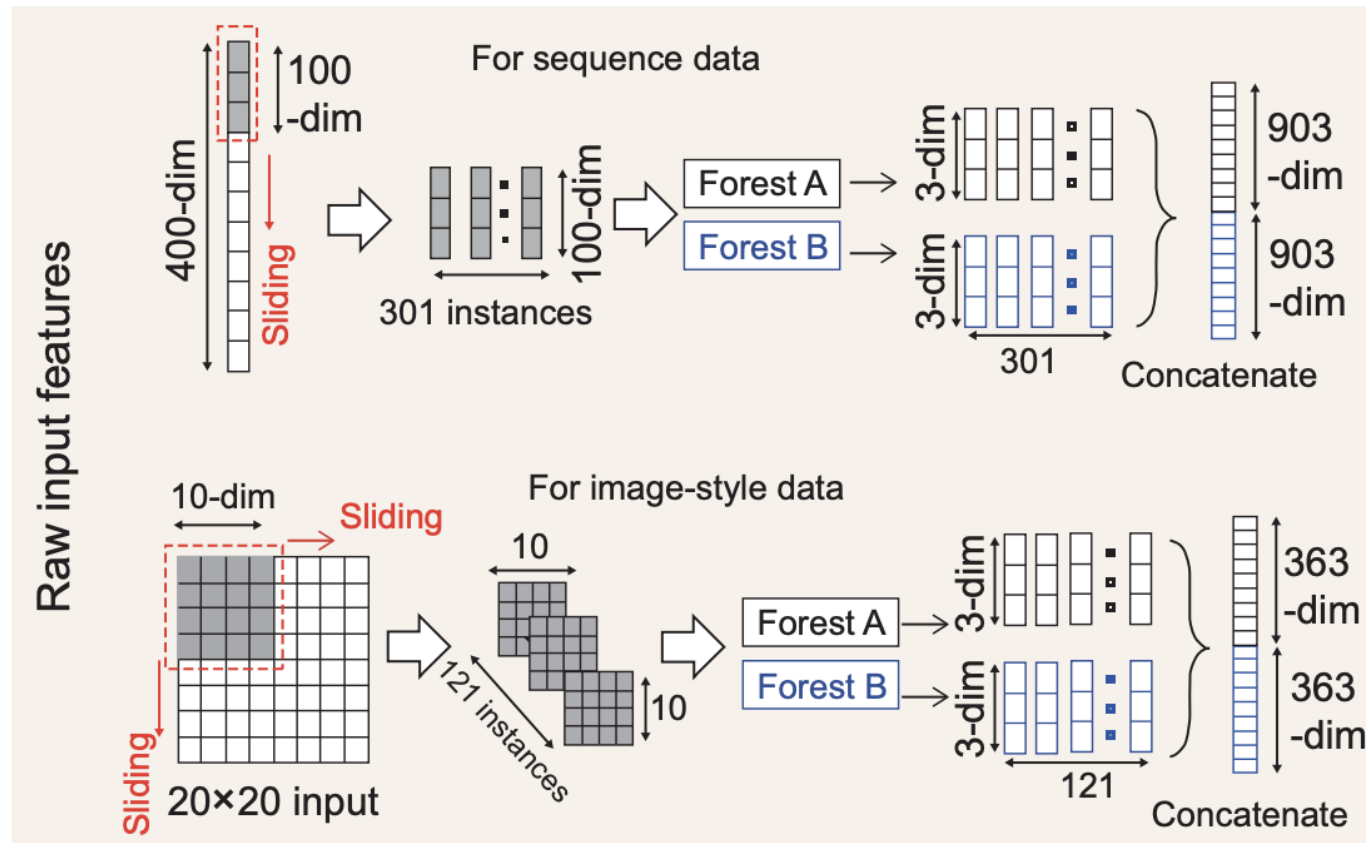 Raw input features
For sequence data
400-dim
100
-dim
Sliding
301 instances
100-dim
Forest A
Forest B
3-dim
3-dim
301
903
-dim
903
-dim
Concatenate
For image-style data
10-dim
Sliding
Sliding
20×20 input
10
10
121 instances
Forest A
Forest B
3-dim
3-dim
121
363
-dim
363
-dim
Concatenate